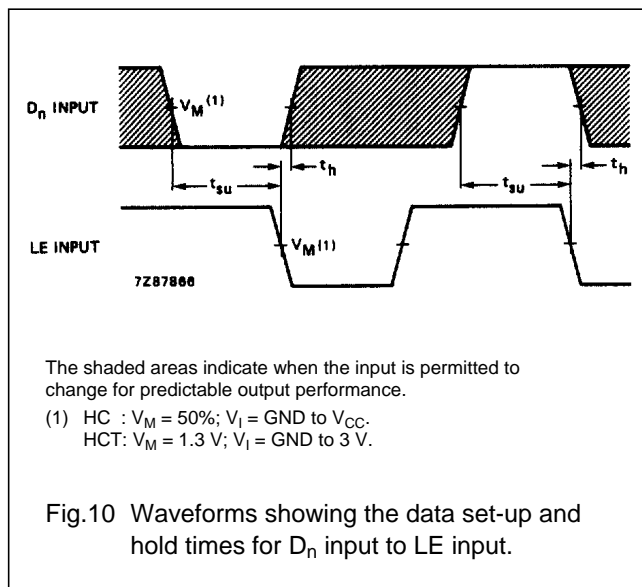 Dn INPUT
VM(1)
th
th
tsu
tsu
LE INPUT
VM(1)
7Z87866
The shaded areas indicate when the input is permitted to
change for predictable output performance.
(1) HC : VM = 50%; VI = GND to VCC.
HCT: VM = 1.3 V; VI = GND to 3 V.
Fig.10 Waveforms showing the data set-up and
hold times for Dn input to LE input.